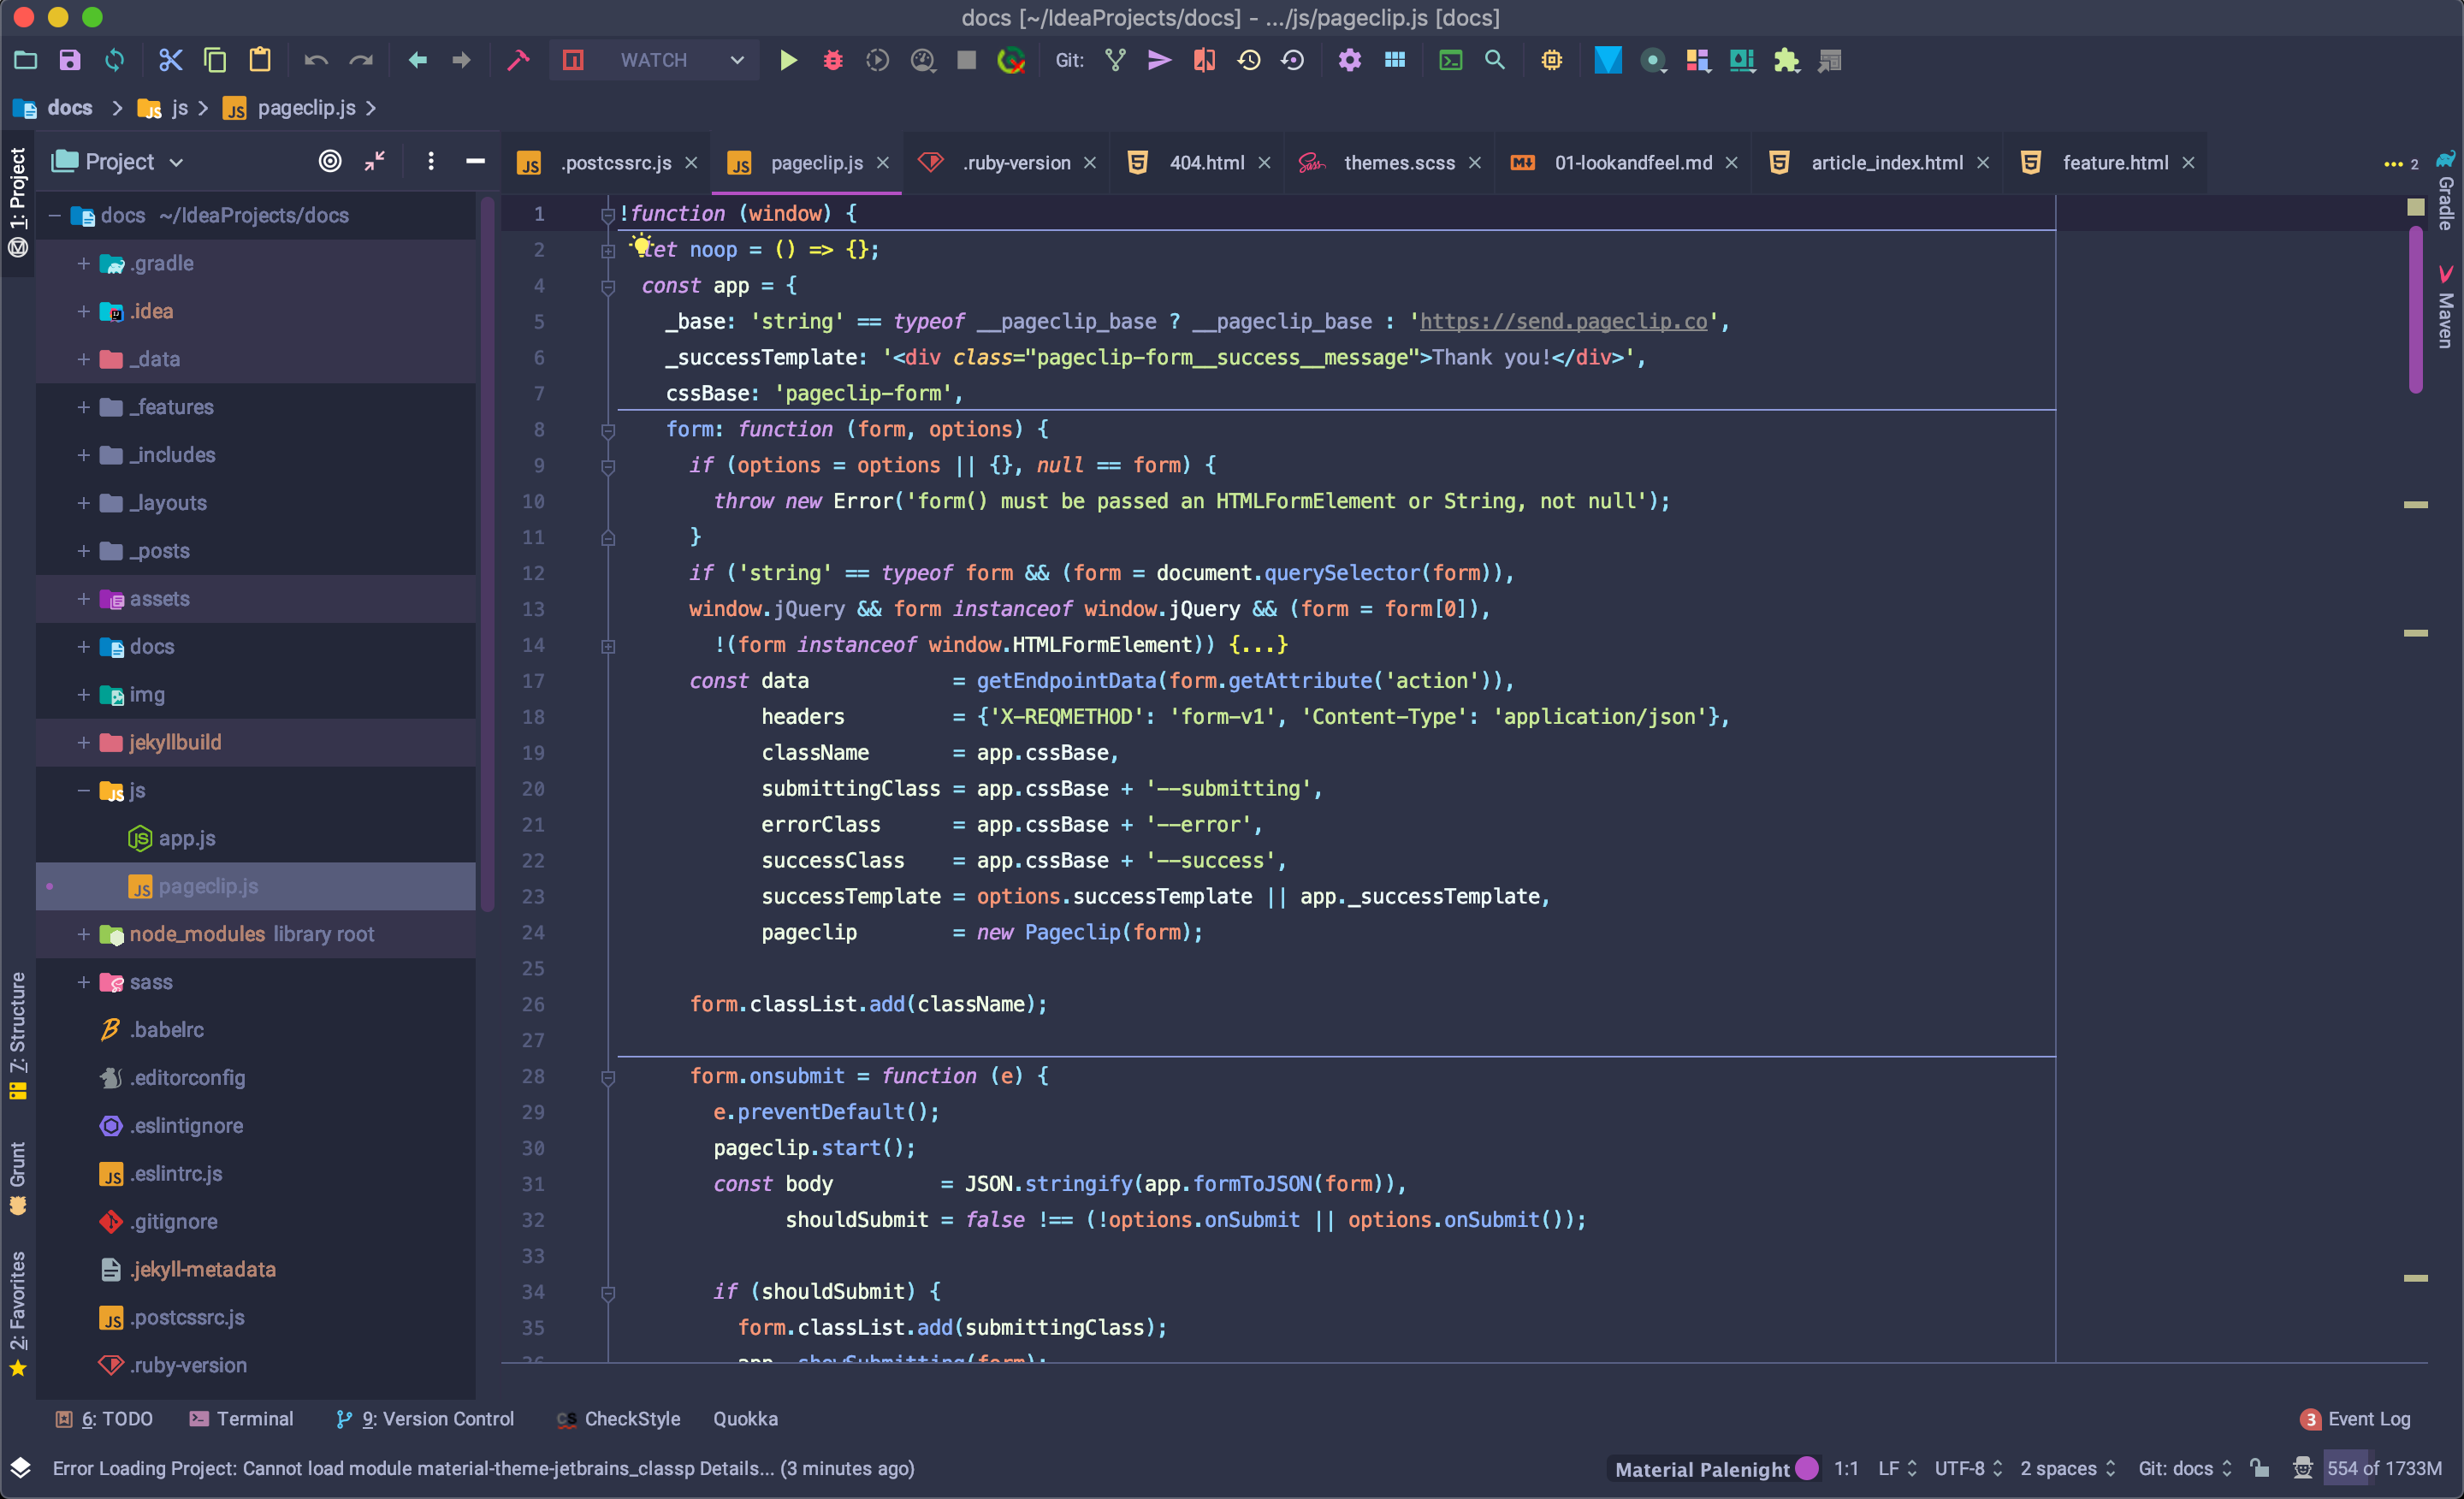 docs [~/IdeaProjects/docs] - .../js/pageclip.js [docs]
WATCH
Git:
docs
js
pageclip.js
1: Project
Project
.postcssrc.js
pageclip.js
.ruby-version
404.html
themes.scss
01-lookandfeel.md
article_index.html
feature.html
2
Gradle
Maven
docs ~/IdeaProjects/docs
.gradle
.idea
_data
_features
_includes
_layouts
_posts
assets
docs
img
jekyllbuild
js
app.js
pageclip.js
node_modules library root
sass
.babelrc
.editorconfig
.eslintignore
.eslintrc.js
.gitignore
.jekyll-metadata
.postcssrc.js
.ruby-version
7: Structure
Grunt
2: Favorites
1 !function (window) {
2 let noop = () => {};
4 const app = {
5 _base: 'string' == typeof __pageclip_base ? __pageclip_base : 'https://send.pageclip.co',
6 _successTemplate: '<div class="pageclip-form__success__message">Thank you!</div>',
7 cssBase: 'pageclip-form',
8 form: function (form, options) {
9 if (options = options || {}, null == form) {
10 throw new Error('form() must be passed an HTMLFormElement or String, not null');
11 }
12 if ('string' == typeof form && (form = document.querySelector(form)),
13 window.jQuery && form instanceof window.jQuery && (form = form[0]),
14 !(form instanceof window.HTMLFormElement)) {...}
17 const data = getEndpointData(form.getAttribute('action')),
18 headers = {'X-REQMETHOD': 'form-v1', 'Content-Type': 'application/json'},
19 className = app.cssBase,
20 submittingClass = app.cssBase + '--submitting',
21 errorClass = app.cssBase + '--error',
22 successClass = app.cssBase + '--success',
23 successTemplate = options.successTemplate || app._successTemplate,
24 pageclip = new Pageclip(form);
25
26 form.classList.add(className);
27
28 form.onsubmit = function (e) {
29 e.preventDefault();
30 pageclip.start();
31 const body = JSON.stringify(app.formToJSON(form)),
32 shouldSubmit = false !== (!options.onSubmit || options.onSubmit());
33
34 if (shouldSubmit) {
35 form.classList.add(submittingClass);
36 app._showSubmitting(form);
6: TODO
Terminal
9: Version Control
CheckStyle
Quokka
3 Event Log
Error Loading Project: Cannot load module material-theme-jetbrains_classp Details... (3 minutes ago)
Material Palenight
1:1
LF
UTF-8
2 spaces
Git: docs
554 of 1733M